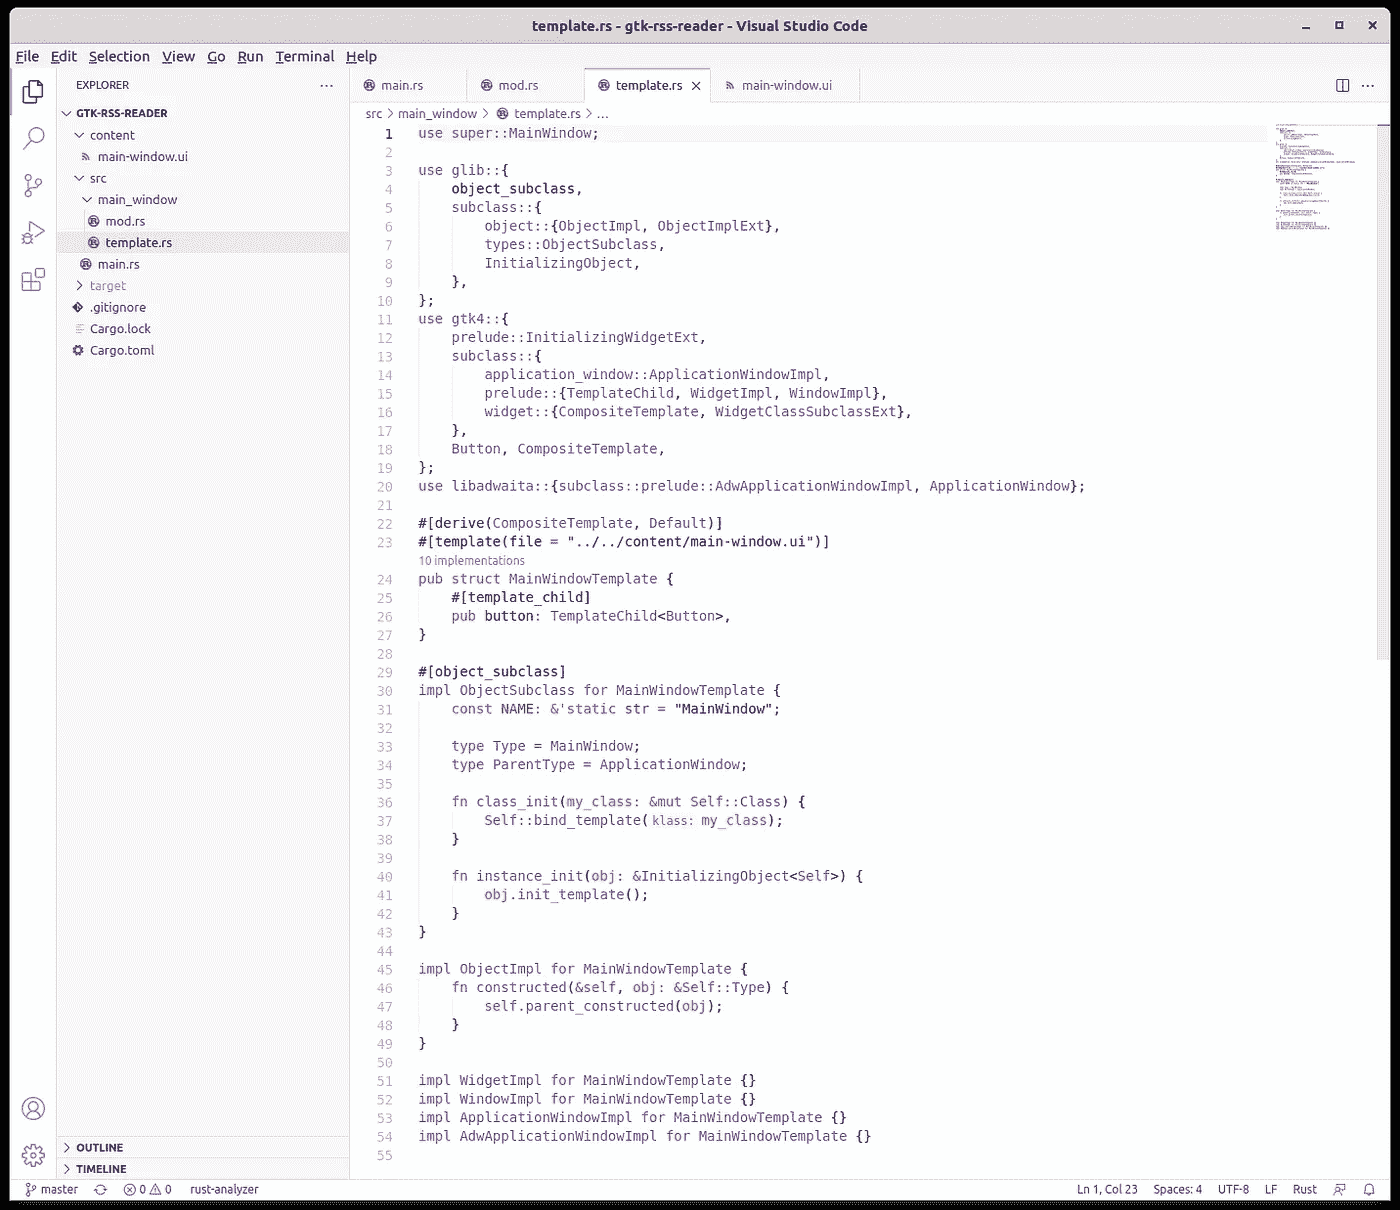 template.rs - gtk-rss-reader - Visual Studio Code
File Edit Selection View Go Run Terminal Help
EXPLORER
GTK-RSS-READER
content
main-window.ui
src
main_window
mod.rs
template.rs
main.rs
target
.gitignore
Cargo.lock
Cargo.toml
OUTLINE
TIMELINE
main.rs mod.rs template.rs main-window.ui
src > main_window > template.rs > ...
1 use super::MainWindow;
2
3 use glib::{
4     object_subclass,
5     subclass::{
6         object::{ObjectImpl, ObjectImplExt},
7         types::ObjectSubclass,
8         InitializingObject,
9     },
10 };
11 use gtk4::{
12     prelude::InitializingWidgetExt,
13     subclass::{
14         application_window::ApplicationWindowImpl,
15         prelude::{TemplateChild, WidgetImpl, WindowImpl},
16         widget::{CompositeTemplate, WidgetClassSubclassExt},
17     },
18     Button, CompositeTemplate,
19 };
20 use libadwaita::{subclass::prelude::AdwApplicationWindowImpl, ApplicationWindow};
21
22 #[derive(CompositeTemplate, Default)]
23 #[template(file = "../../content/main-window.ui")]
10 implementations
24 pub struct MainWindowTemplate {
25     #[template_child]
26     pub button: TemplateChild<Button>,
27 }
28
29 #[object_subclass]
30 impl ObjectSubclass for MainWindowTemplate {
31     const NAME: &'static str = "MainWindow";
32
33     type Type = MainWindow;
34     type ParentType = ApplicationWindow;
35
36     fn class_init(my_class: &mut Self::Class) {
37         Self::bind_template(klass: my_class);
38     }
39
40     fn instance_init(obj: &InitializingObject<Self>) {
41         obj.init_template();
42     }
43 }
44
45 impl ObjectImpl for MainWindowTemplate {
46     fn constructed(&self, obj: &Self::Type) {
47         self.parent_constructed(obj);
48     }
49 }
50
51 impl WidgetImpl for MainWindowTemplate {}
52 impl WindowImpl for MainWindowTemplate {}
53 impl ApplicationWindowImpl for MainWindowTemplate {}
54 impl AdwApplicationWindowImpl for MainWindowTemplate {}
55
master 0 0 rust-analyzer Ln 1, Col 23 Spaces: 4 UTF-8 LF Rust